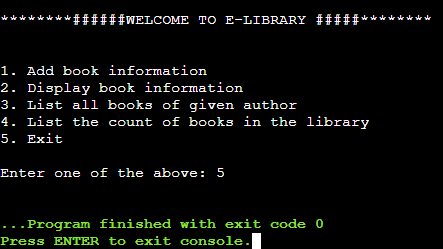 ********######WELCOME TO E-LIBRARY #####********
1. Add book information
2. Display book information
3. List all books of given author
4. List the count of books in the library
5. Exit
Enter one of the above: 5
...Program finished with exit code 0
Press ENTER to exit console.